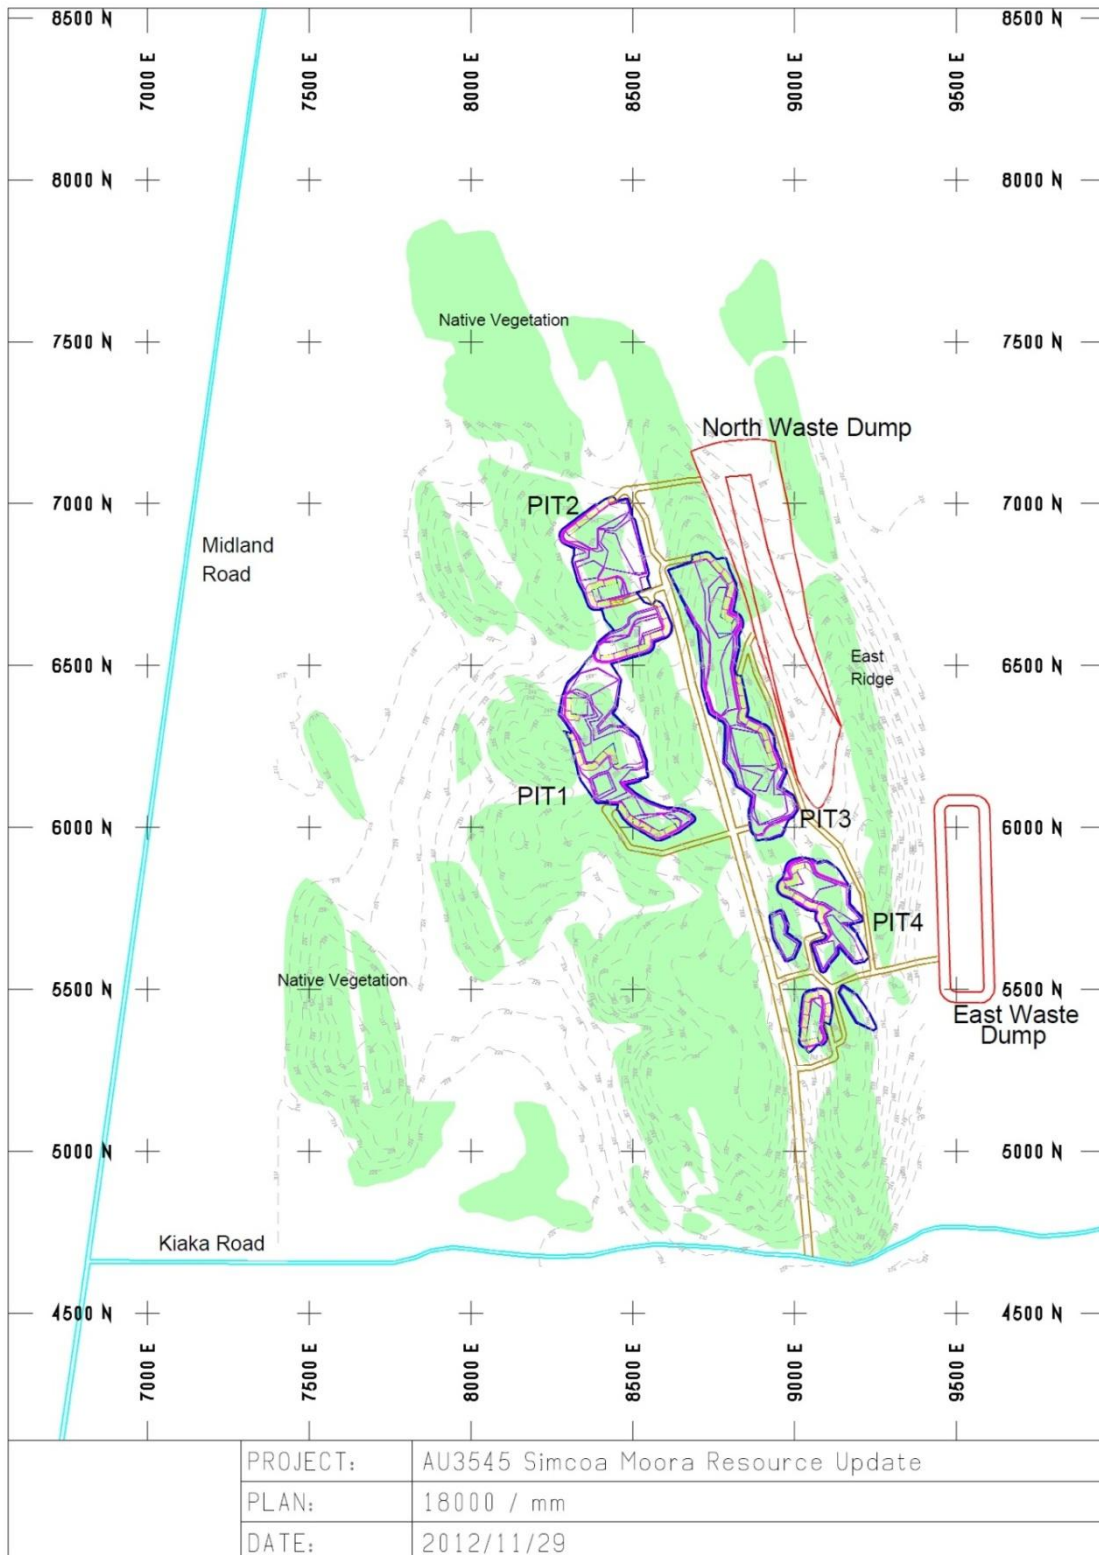 8500 N
8500 N
7000 E
7500 E
8000 E
8500 E
9000 E
9500 E
8000 N
8000 N
Native Vegetation
7500 N
7500 N
North Waste Dump
7000 N
PIT2
7000 N
Midland
Road
6500 N
East
Ridge
6500 N
PIT1
6000 N
PIT3
6000 N
PIT4
Native Vegetation
5500 N
5500 N
East Waste
Dump
5000 N
5000 N
Kiaka Road
4500 N
4500 N
7000 E
7500 E
8000 E
8500 E
9000 E
9500 E
PROJECT: AU3545 Simcoa Moora Resource Update
PLAN: 18000 / mm
DATE: 2012/11/29